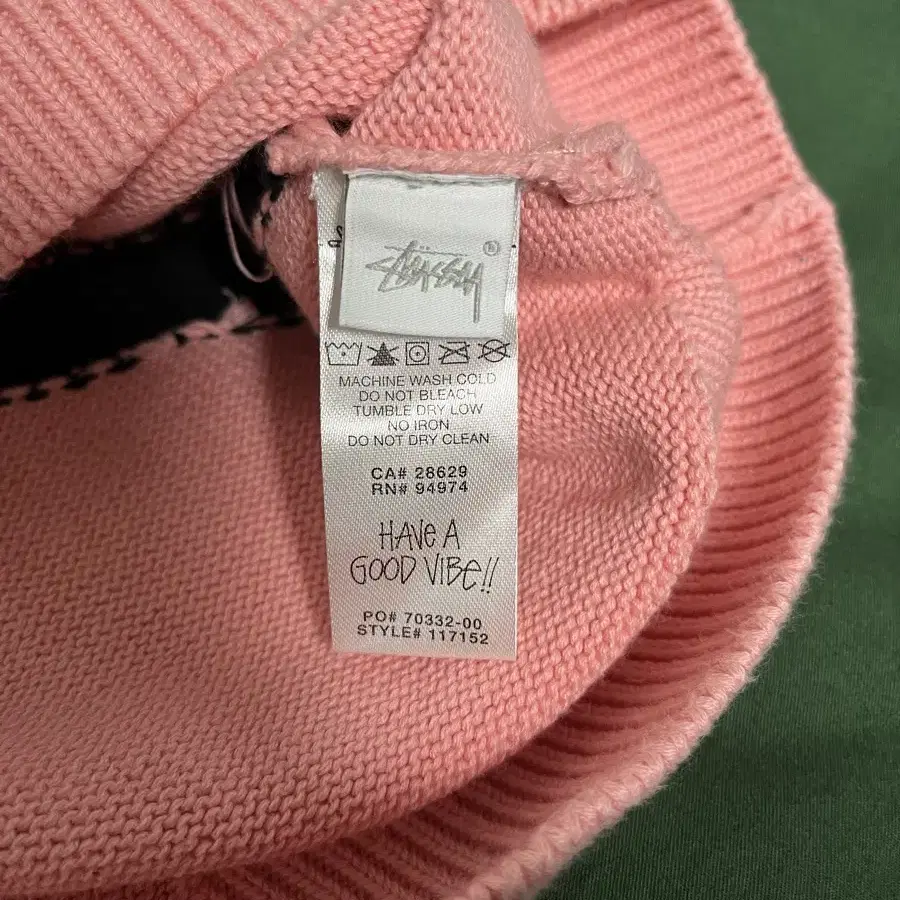 STÜSSY®
MACHINE WASH COLD
DO NOT BLEACH
TUMBLE DRY LOW
NO IRON
DO NOT DRY CLEAN
CA# 28629
RN# 94974
HAVE A
GOOD VIBE!!
PO# 70332-00
STYLE# 117152